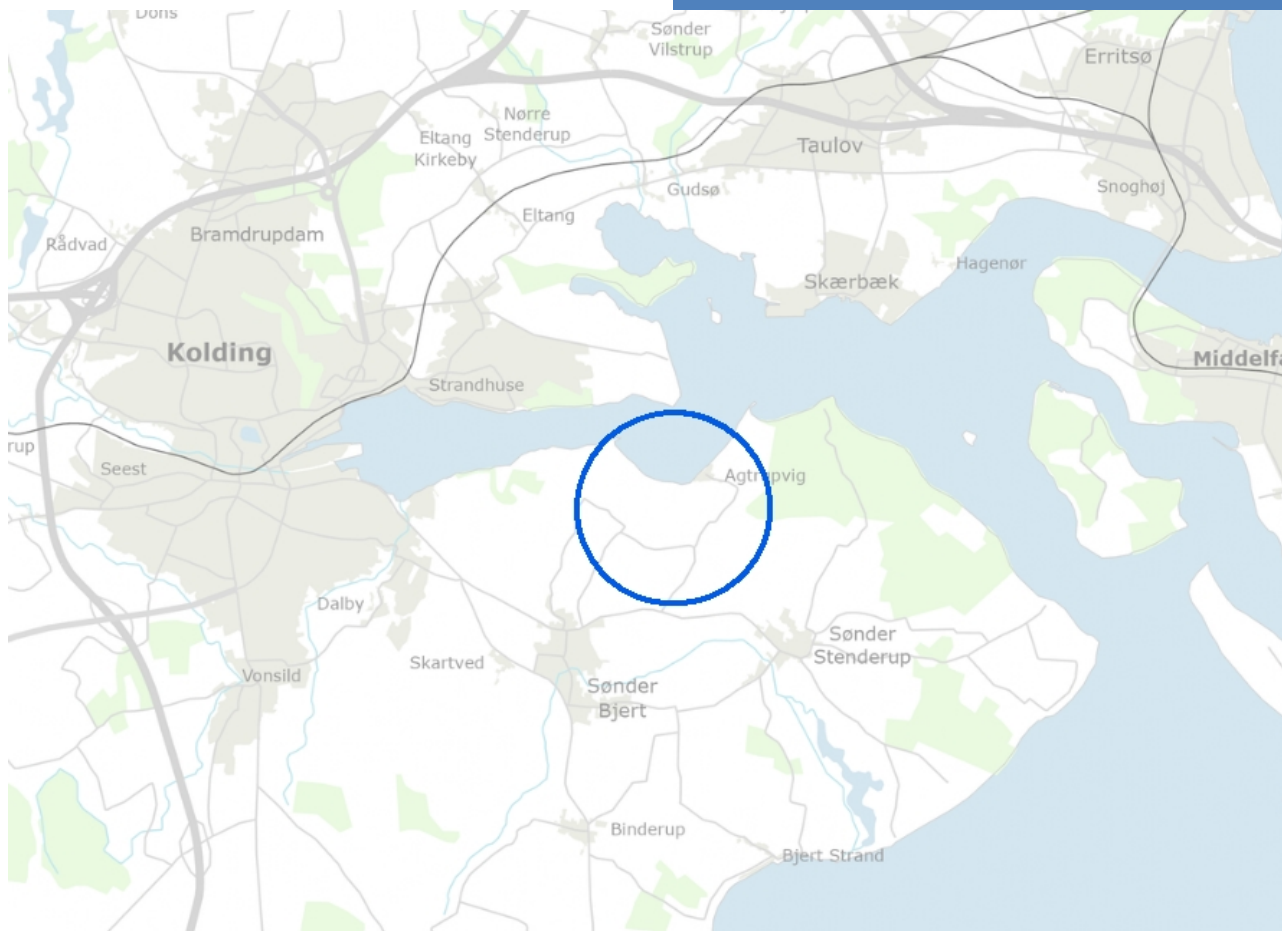 Dons
Sønder
Vilstrup
Erritsø
Nørre
Stenderup
Eltang
Kirkeby
Taulov
Snoghøj
Gudsø
Eltang
Bramdrupdam
Rådvad
Hagenør
Skærbæk
Kolding
Middelfa
Strandhuse
rup
Seest
Agtrupvig
Dalby
Sønder
Stenderup
Skartved
Vonsild
Sønder
Bjert
Binderup
Bjert Strand